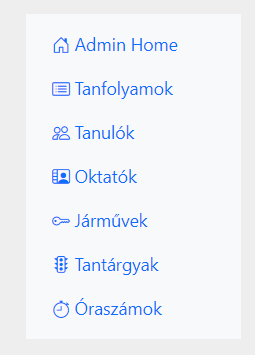 Admin Home
Tanfolyamok
Tanulók
Oktatók
Járművek
Tantárgyak
Óraszámok